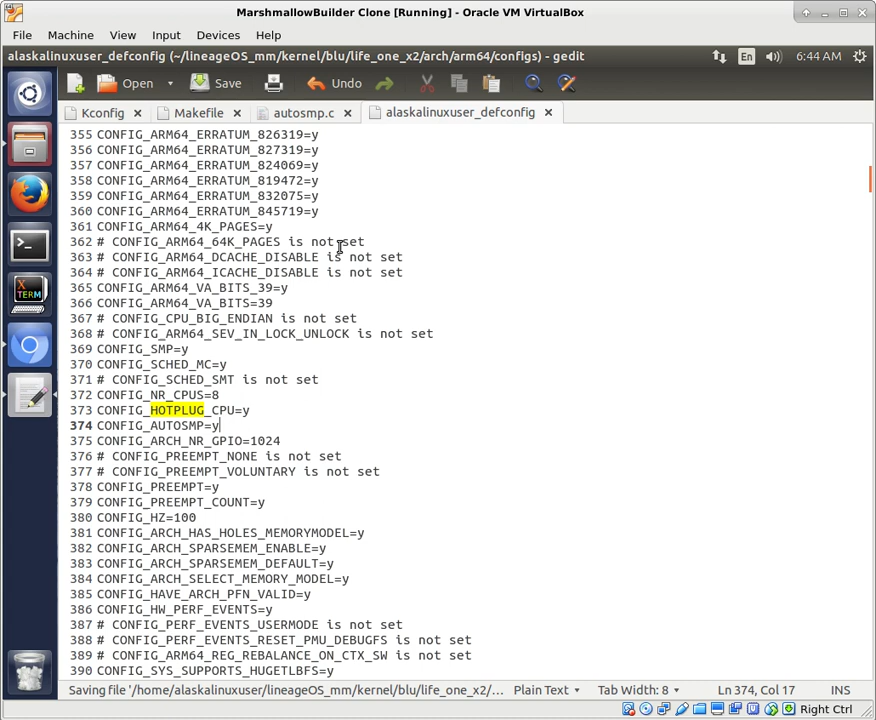 MarshmallowBuilder Clone [Running] - Oracle VM VirtualBox
File Machine View Input Devices Help
alaskalinuxuser_defconfig (~/lineageOS_mm/kernel/blu/life_one_x2/arch/arm64/configs) - gedit En 6:44 AM
Open Save Undo
Kconfig Makefile autosmp.c alaskalinuxuser_defconfig
355 CONFIG_ARM64_ERRATUM_826319=y
356 CONFIG_ARM64_ERRATUM_827319=y
357 CONFIG_ARM64_ERRATUM_824069=y
358 CONFIG_ARM64_ERRATUM_819472=y
359 CONFIG_ARM64_ERRATUM_832075=y
360 CONFIG_ARM64_ERRATUM_845719=y
361 CONFIG_ARM64_4K_PAGES=y
362 # CONFIG_ARM64_64K_PAGES is not set
363 # CONFIG_ARM64_DCACHE_DISABLE is not set
364 # CONFIG_ARM64_ICACHE_DISABLE is not set
365 CONFIG_ARM64_VA_BITS_39=y
366 CONFIG_ARM64_VA_BITS=39
367 # CONFIG_CPU_BIG_ENDIAN is not set
368 # CONFIG_ARM64_SEV_IN_LOCK_UNLOCK is not set
369 CONFIG_SMP=y
370 CONFIG_SCHED_MC=y
371 # CONFIG_SCHED_SMT is not set
372 CONFIG_NR_CPUS=8
373 CONFIG_HOTPLUG_CPU=y
374 CONFIG_AUTOSMP=y
375 CONFIG_ARCH_NR_GPIO=1024
376 # CONFIG_PREEMPT_NONE is not set
377 # CONFIG_PREEMPT_VOLUNTARY is not set
378 CONFIG_PREEMPT=y
379 CONFIG_PREEMPT_COUNT=y
380 CONFIG_HZ=100
381 CONFIG_ARCH_HAS_HOLES_MEMORYMODEL=y
382 CONFIG_ARCH_SPARSEMEM_ENABLE=y
383 CONFIG_ARCH_SPARSEMEM_DEFAULT=y
384 CONFIG_ARCH_SELECT_MEMORY_MODEL=y
385 CONFIG_HAVE_ARCH_PFN_VALID=y
386 CONFIG_HW_PERF_EVENTS=y
387 # CONFIG_PERF_EVENTS_USERMODE is not set
388 # CONFIG_PERF_EVENTS_RESET_PMU_DEBUGFS is not set
389 # CONFIG_ARM64_REG_REBALANCE_ON_CTX_SW is not set
390 CONFIG_SYS_SUPPORTS_HUGETLBFS=y
X TERM
Saving file '/home/alaskalinuxuser/lineageOS_mm/kernel/blu/life_one_x2/... Plain Text Tab Width: 8 Ln 374, Col 17 INS
Right Ctrl